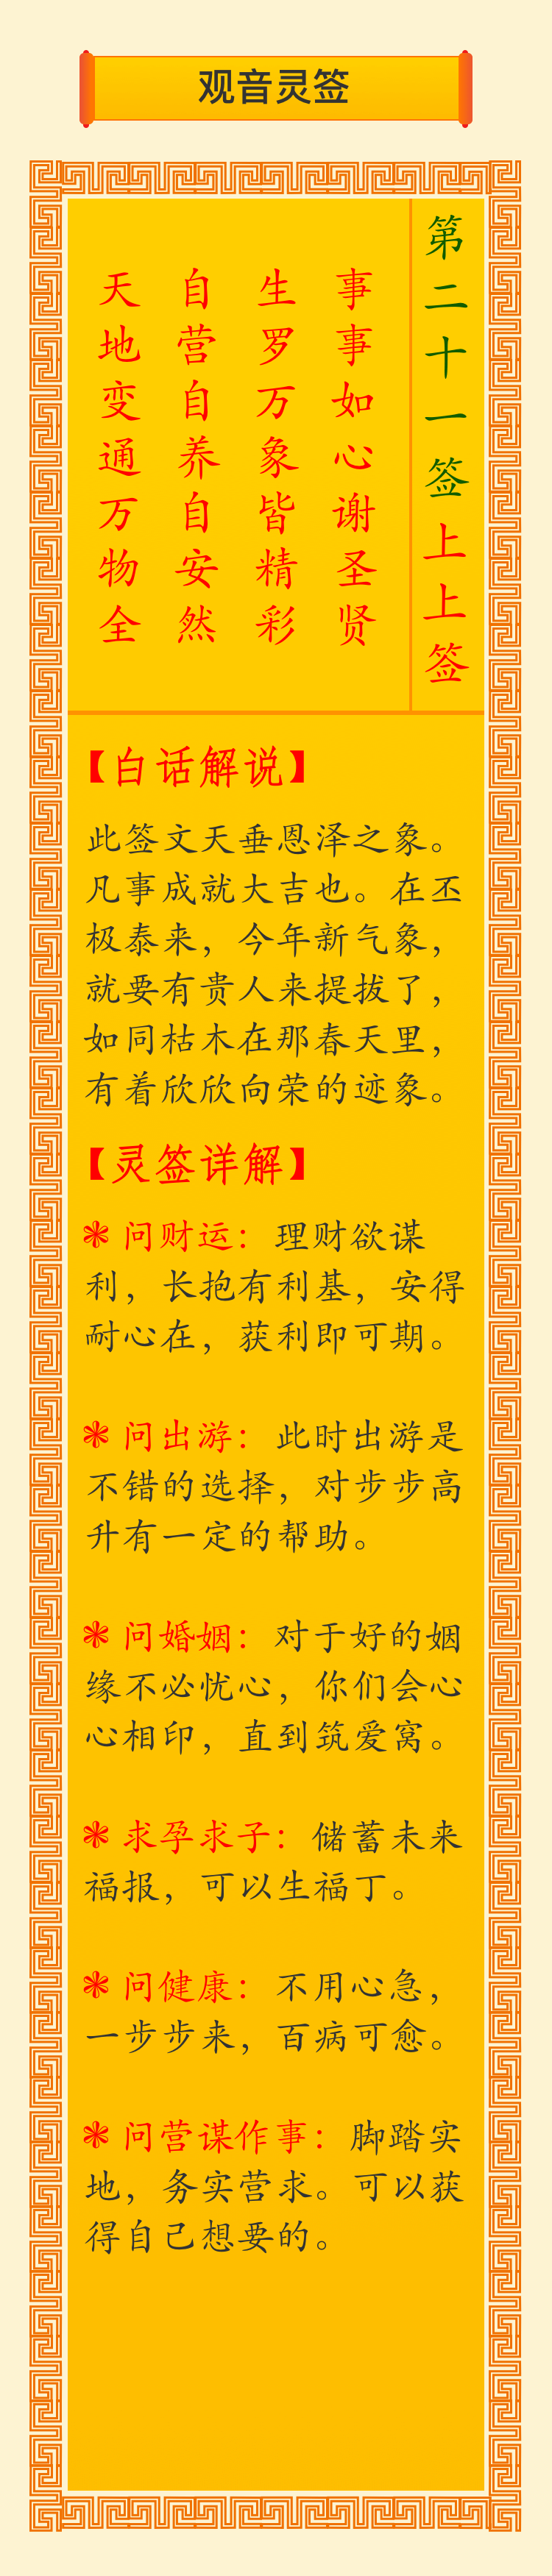 观音灵签
第二十一签上上签
事事如心谢圣贤
生罗万象皆精彩
自营自养自安然
天地变通万物全
【白话解说】
此签文天垂恩泽之象。
凡事成就大吉也。在丕
极泰来，今年新气象，
就要有贵人来提拔了，
如同枯木在那春天里，
有着欣欣向荣的迹象。
【灵签详解】
❃ 问财运：理财欲谋
利，长抱有利基，安得
耐心在，获利即可期。
❃ 问出游：此时出游是
不错的选择，对步步高
升有一定的帮助。
❃ 问婚姻：对于好的姻
缘不必忧心，你们会心
心相印，直到筑爱窝。
❃ 求孕求子：储蓄未来
福报，可以生福丁。
❃ 问健康：不用心急，
一步步来，百病可愈。
❃ 问营谋作事：脚踏实
地，务实营求。可以获
得自己想要的。